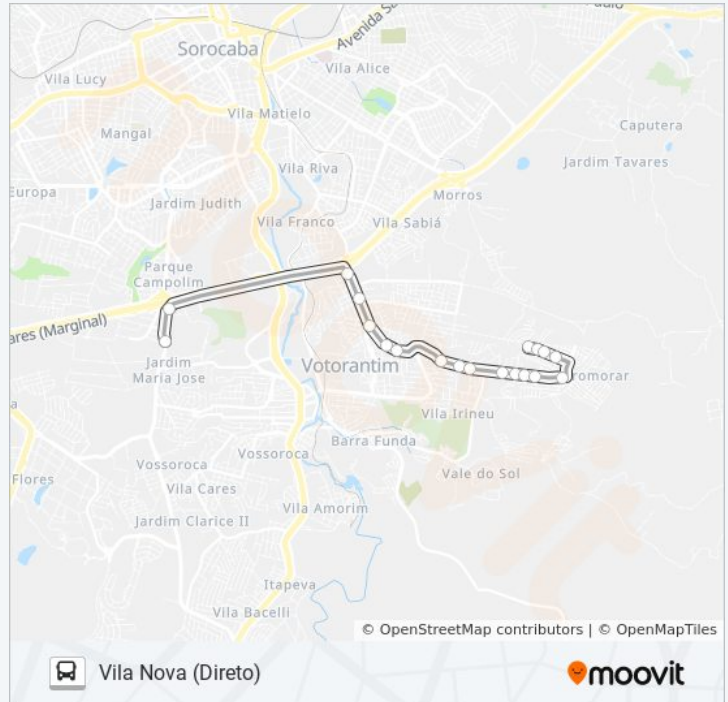 Avenida Sa
Sorocaba
Vila Alice
Vila Lucy
Vila Matielo
Caputera
Mangal
Jardim Tavares
Vila Riva
Europa
Morros
Jardim Judith
Vila Franco
Vila Sabiá
Parque
Campolim
ares (Marginal)
Jardim
Maria Jose
Votorantim
romorar
Vila Irineu
Barra Funda
Vossoroca
Vossoroca
Vale do Sol
Flores
Vila Cares
Vila Amorim
Jardim Clarice II
Itapeva
Vila Bacelli
© OpenStreetMap contributors | © OpenMapTiles
Vila Nova (Direto)
moovit